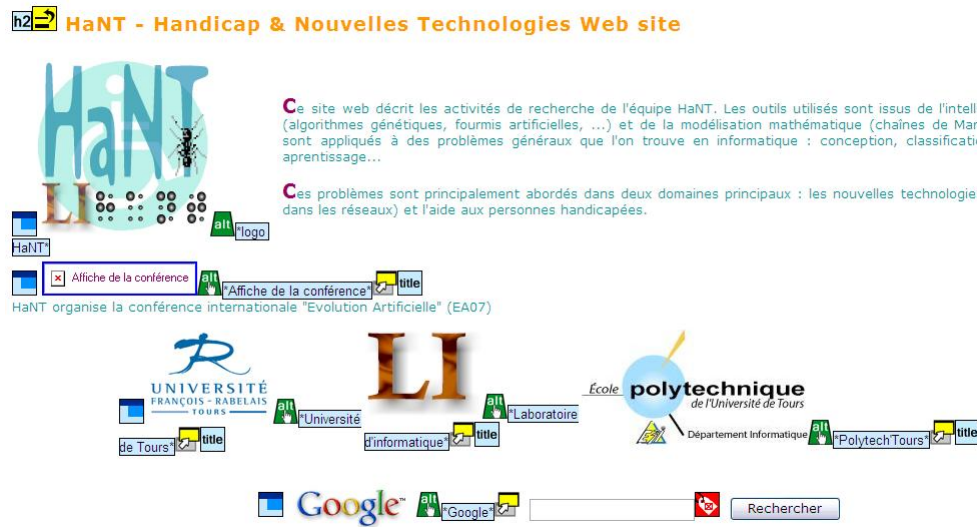 h2 HaNT - Handicap & Nouvelles Technologies Web site
HaNT
LI
alt *logo
HaNT*
Ce site web décrit les activités de recherche de l'équipe HaNT. Les outils utilisés sont issus de l'intell
(algorithmes génétiques, fourmis artificielles, ...) et de la modélisation mathématique (chaînes de Mar
sont appliqués à des problèmes généraux que l'on trouve en informatique : conception, classificati
aprentissage...
Ces problèmes sont principalement abordés dans deux domaines principaux : les nouvelles technologie
dans les réseaux) et l'aide aux personnes handicapées.
Affiche de la conférence alt *Affiche de la conférence* title
HaNT organise la conférence internationale "Evolution Artificielle" (EA07)
UNIVERSITÉ
FRANÇOIS - RABELAIS
TOURS
alt *Université
de Tours* title
LI
alt *Laboratoire
d'informatique* title
École polytechnique
de l'Université de Tours
Département Informatique alt *Polytech'Tours* title
Google™ alt *Google* Rechercher